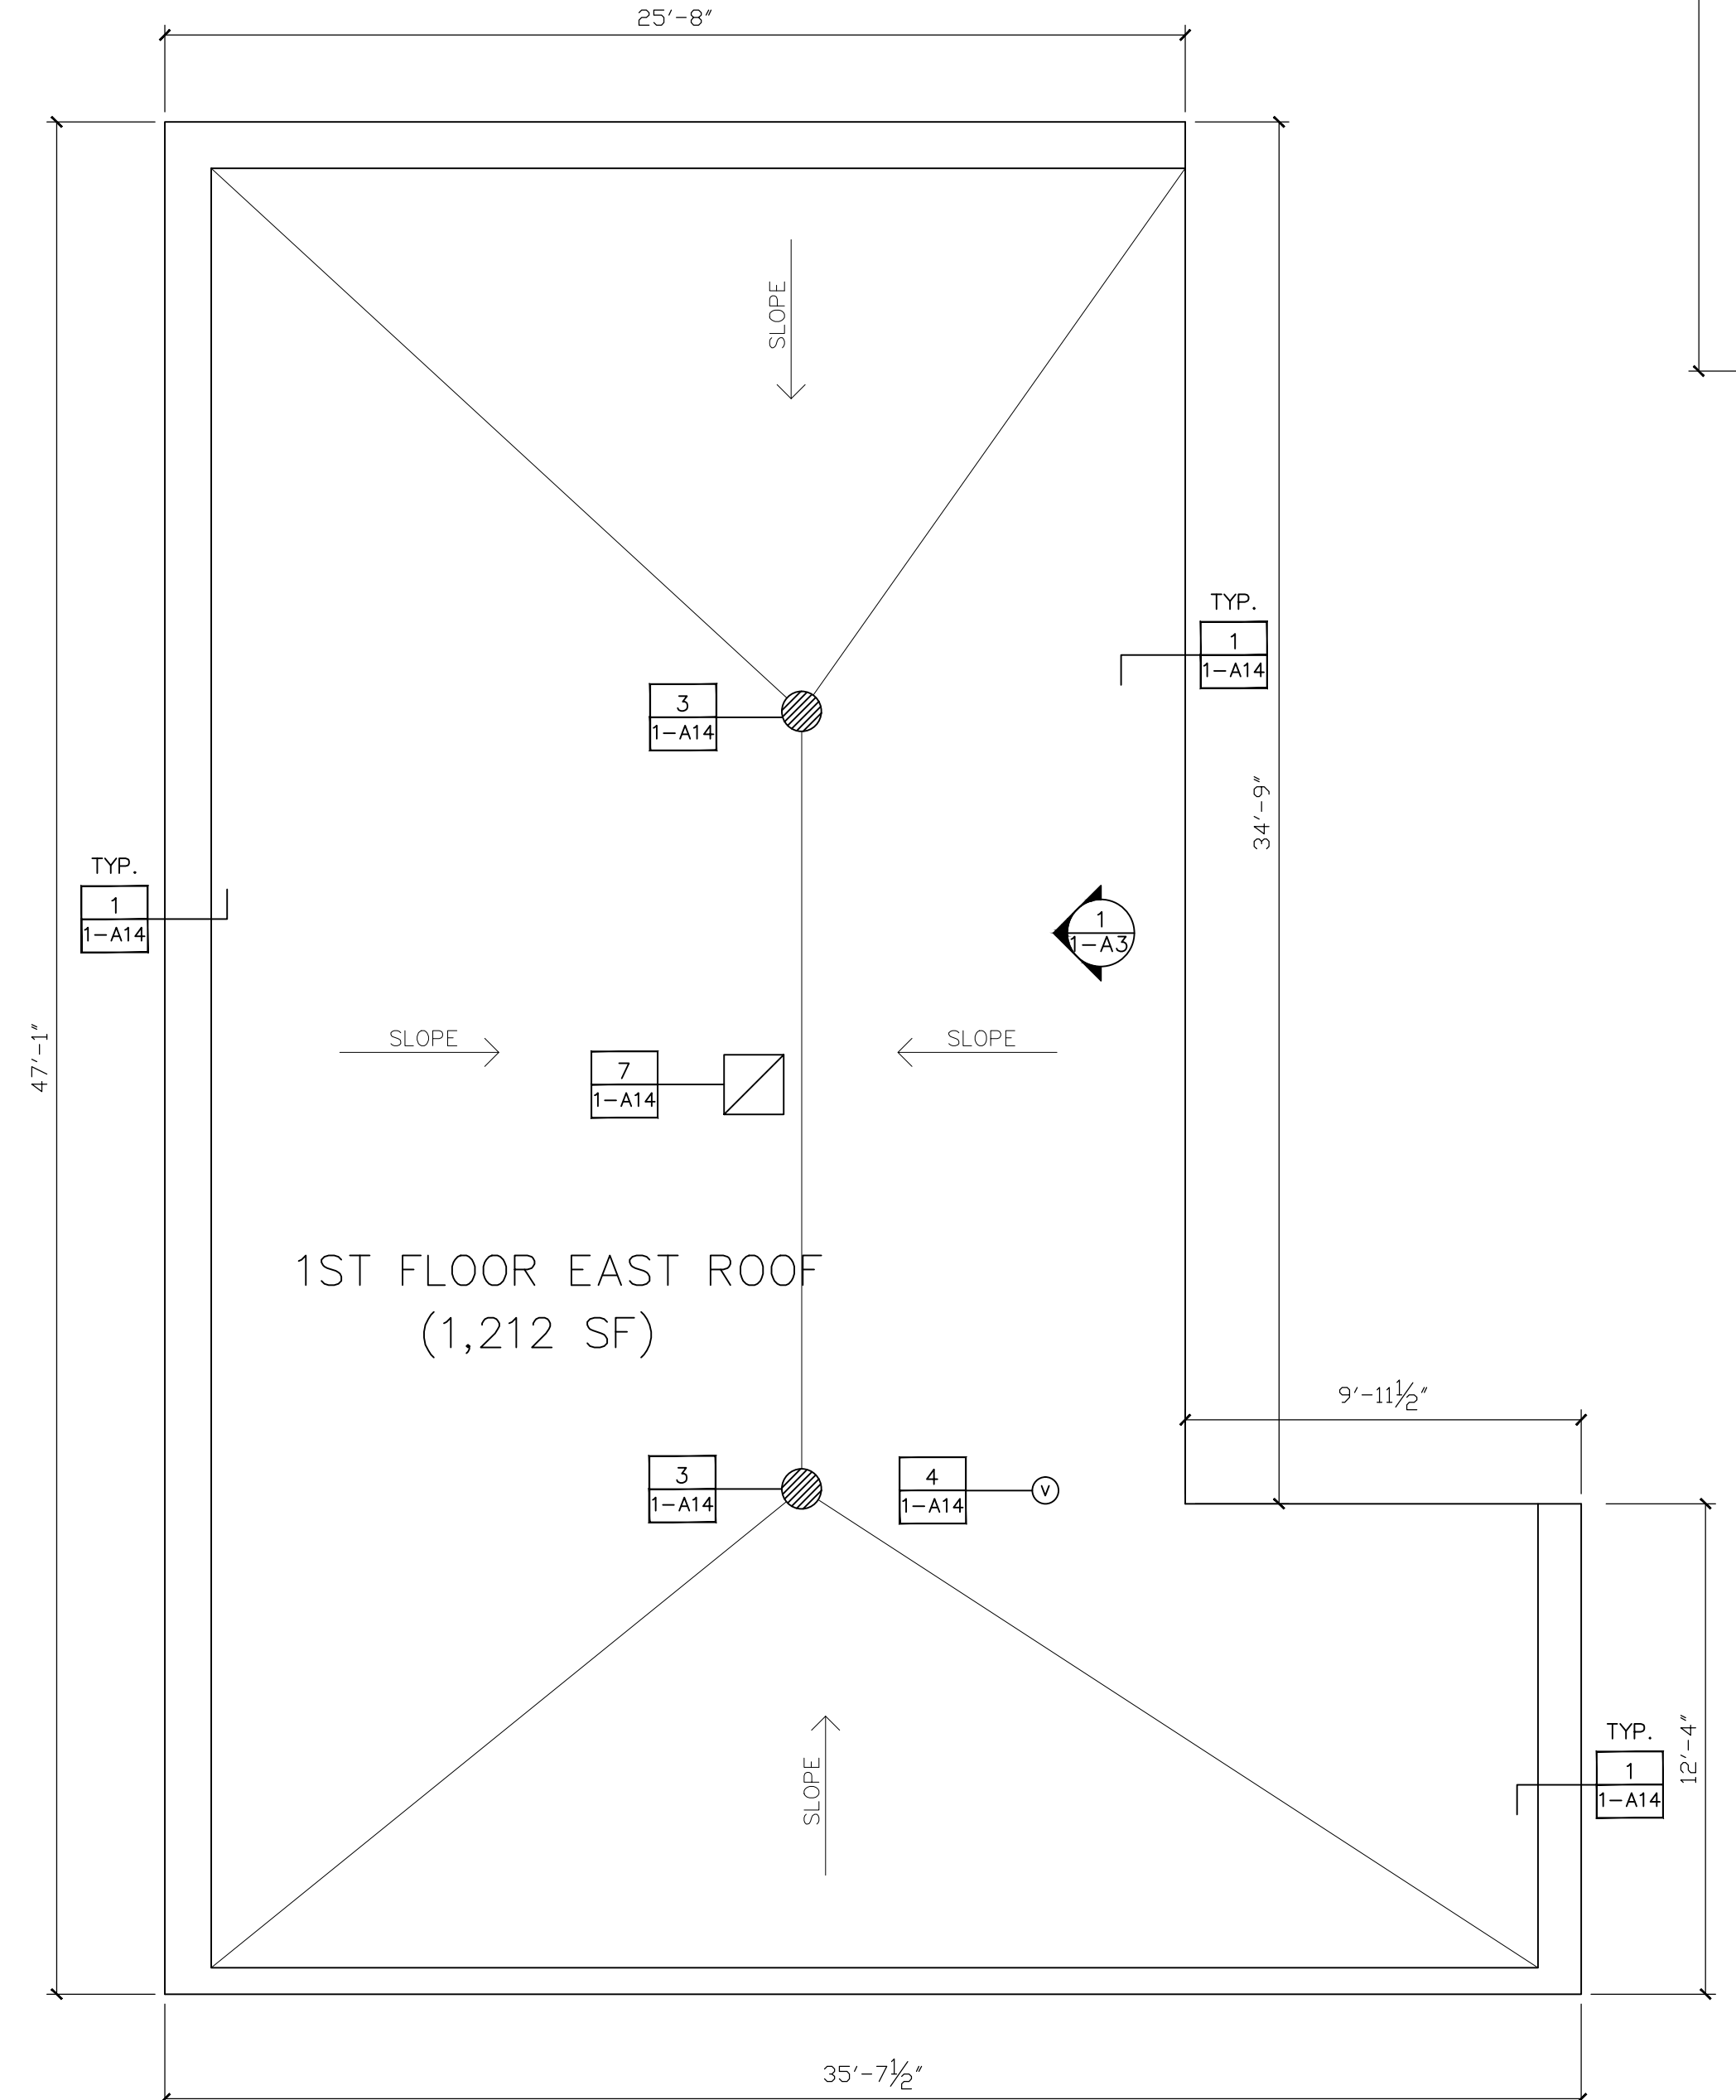 25'-8"
SLOPE
TYP.
1
1-A14
3
1-A14
34'-9"
TYP.
1
1-A14
1
1-A3
47'-1"
SLOPE
SLOPE
7
1-A14
1ST FLOOR EAST ROOF
(1,212 SF)
9'-11½"
3
1-A14
4
1-A14
V
TYP.
1
1-A14
12'-4"
SLOPE
35'-7½"